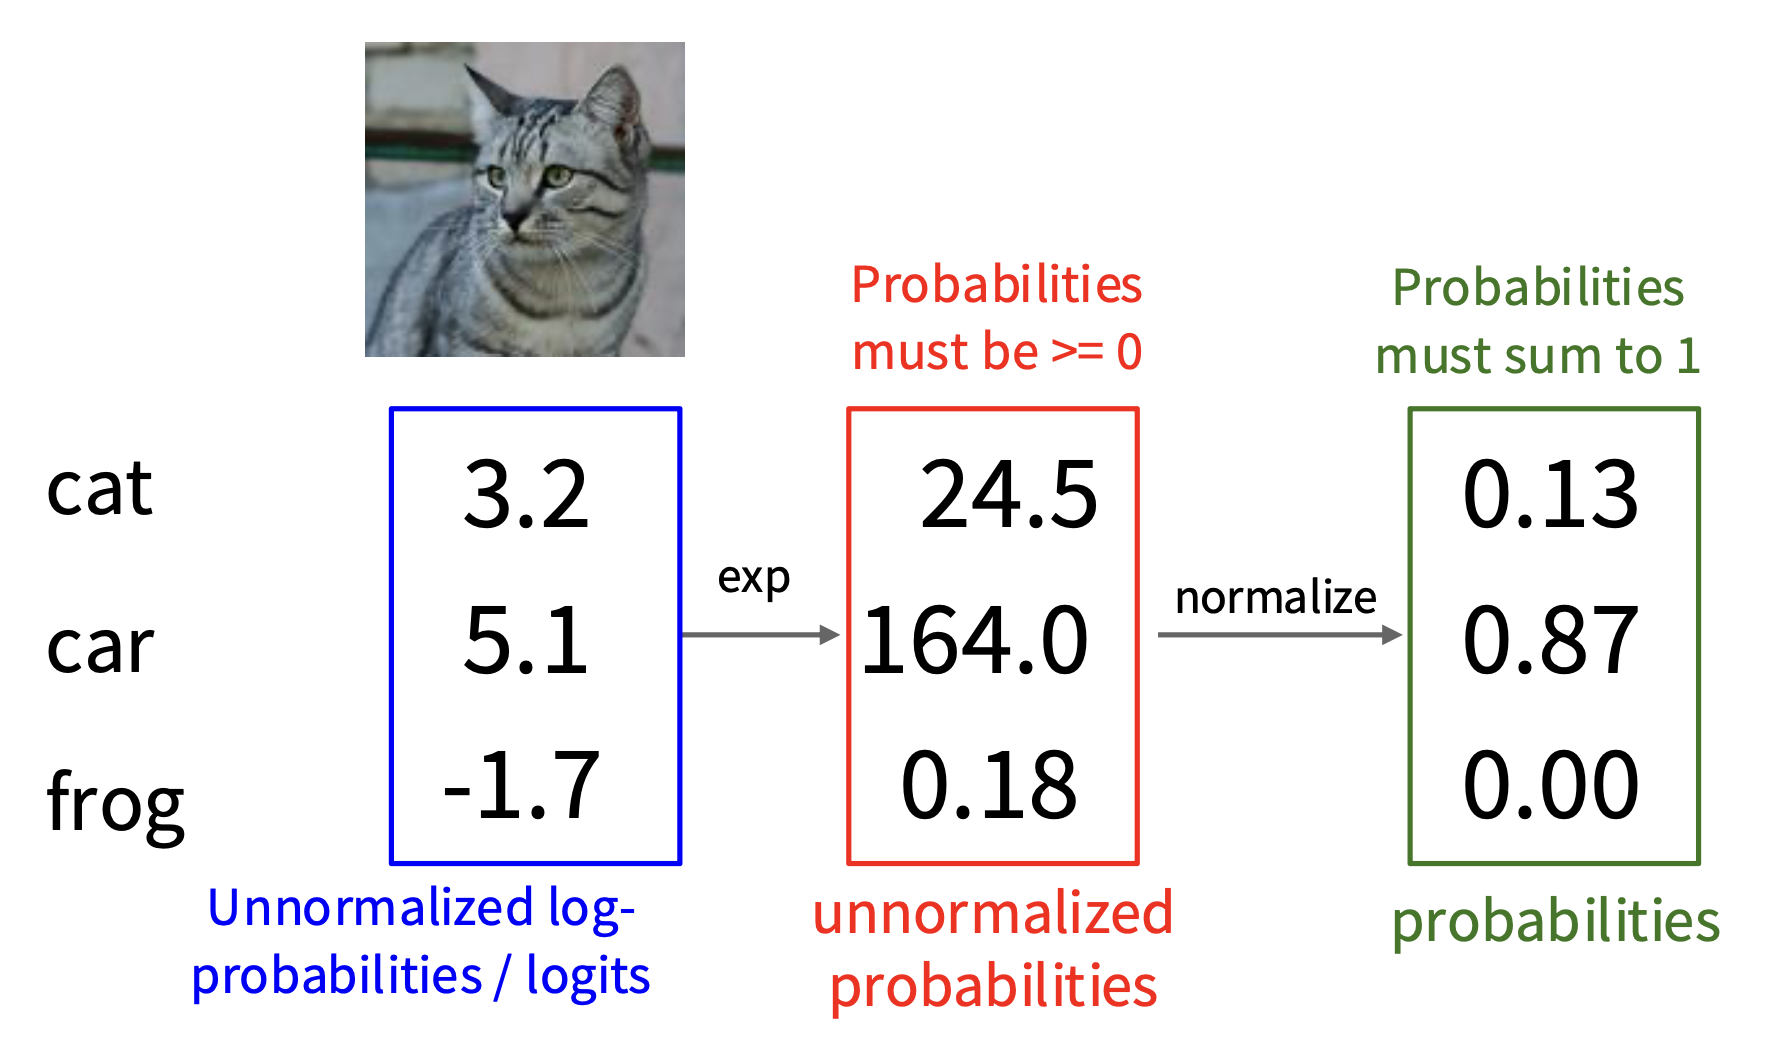 Probabilities
must be >= 0
Probabilities
must sum to 1
cat
3.2
24.5
0.13
exp
normalize
car
5.1
164.0
0.87
frog
-1.7
0.18
0.00
Unnormalized log-
probabilities / logits
unnormalized
probabilities
probabilities